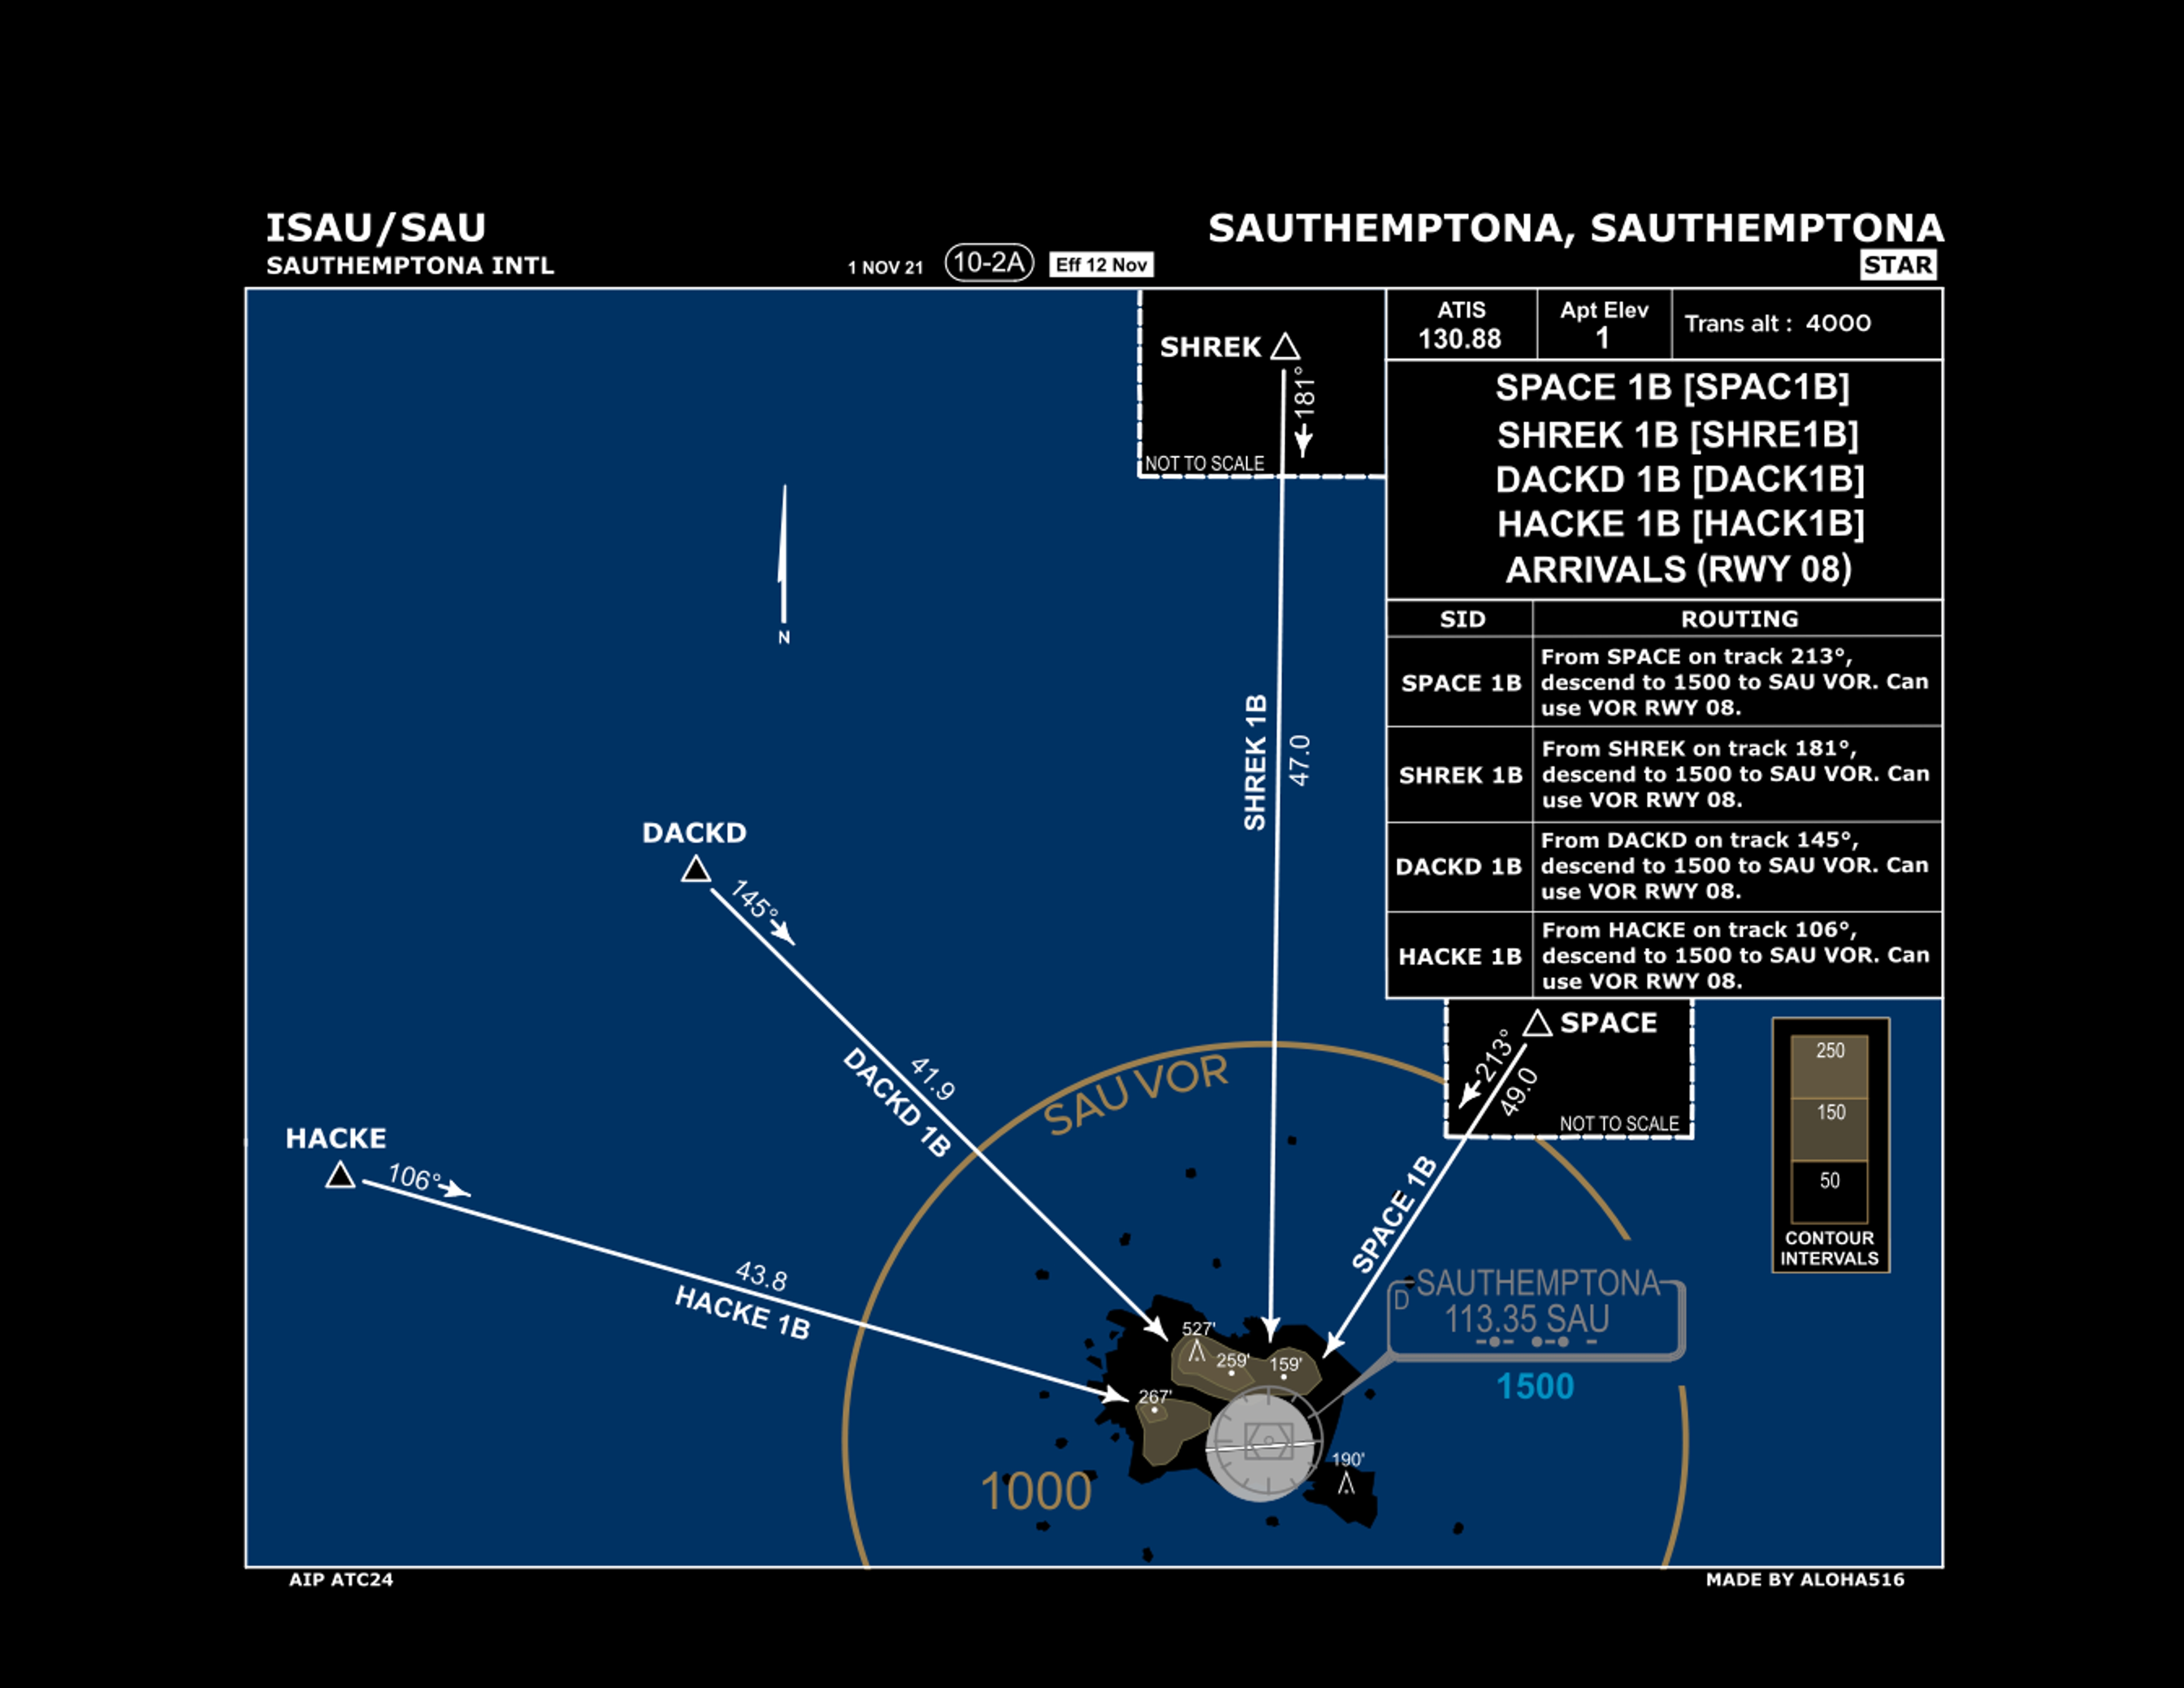 ISAU/SAU
SAUTHEMPTONA INTL
1 NOV 21
10-2A
Eff 12 Nov
SAUTHEMPTONA, SAUTHEMPTONA
STAR
ATIS
130.88
Apt Elev
1
Trans alt : 4000
SPACE 1B [SPAC1B]
SHREK 1B [SHRE1B]
DACKD 1B [DACK1B]
HACKE 1B [HACK1B]
ARRIVALS (RWY 08)
SID
ROUTING
SPACE 1B
From SPACE on track 213°,
descend to 1500 to SAU VOR. Can
use VOR RWY 08.
SHREK 1B
From SHREK on track 181°,
descend to 1500 to SAU VOR. Can
use VOR RWY 08.
DACKD 1B
From DACKD on track 145°,
descend to 1500 to SAU VOR. Can
use VOR RWY 08.
HACKE 1B
From HACKE on track 106°,
descend to 1500 to SAU VOR. Can
use VOR RWY 08.
SHREK
181°
NOT TO SCALE
N
SHREK 1B
47.0
DACKD
145°
41.9
DACKD 1B
HACKE
106°
43.8
HACKE 1B
SAU VOR
SPACE
213°
49.0
NOT TO SCALE
SPACE 1B
250
150
50
CONTOUR
INTERVALS
SAUTHEMPTONA
D
113.35 SAU
1500
527'
259'
159'
267'
190'
1000
AIP ATC24
MADE BY ALOHA516